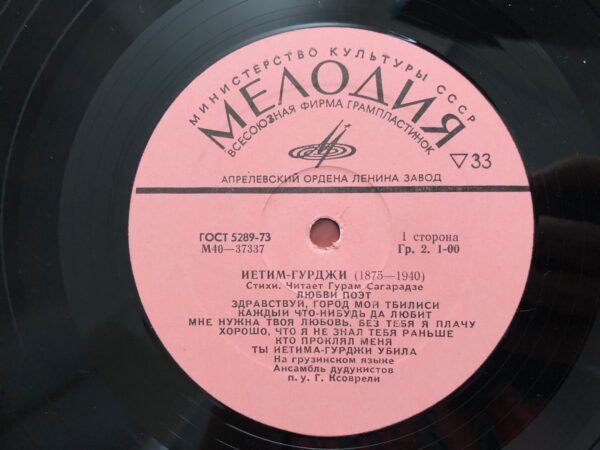 МИНИСТЕРСТВО КУЛЬТУРЫ СССР
МЕЛОДИЯ
ВСЕСОЮЗНАЯ ФИРМА ГРАМПЛАСТИНОК
33
АПРЕЛЕВСКИЙ ОРДЕНА ЛЕНИНА ЗАВОД
ГОСТ 5289-73
М40—37337
1 сторона
Гр. 2. 1-00
ИЕТИМ-ГУРДЖИ (1875—1940)
Стихи. Читает Гурам Сагарадзе
ЛЮБВИ ПОЭТ
ЗДРАВСТВУЙ, ГОРОД МОЙ ТБИЛИСИ
КАЖДЫЙ ЧТО-НИБУДЬ ДА ЛЮБИТ
МНЕ НУЖНА ТВОЯ ЛЮБОВЬ. БЕЗ ТЕБЯ Я ПЛАЧУ
ХОРОШО, ЧТО Я НЕ ЗНАЛ ТЕБЯ РАНЬШЕ
КТО ПРОКЛЯЛ МЕНЯ
ТЫ ИЕТИМА-ГУРДЖИ УБИЛА
На грузинском языке
Ансамбль дудукистов
п. у. Г. Ксоврели